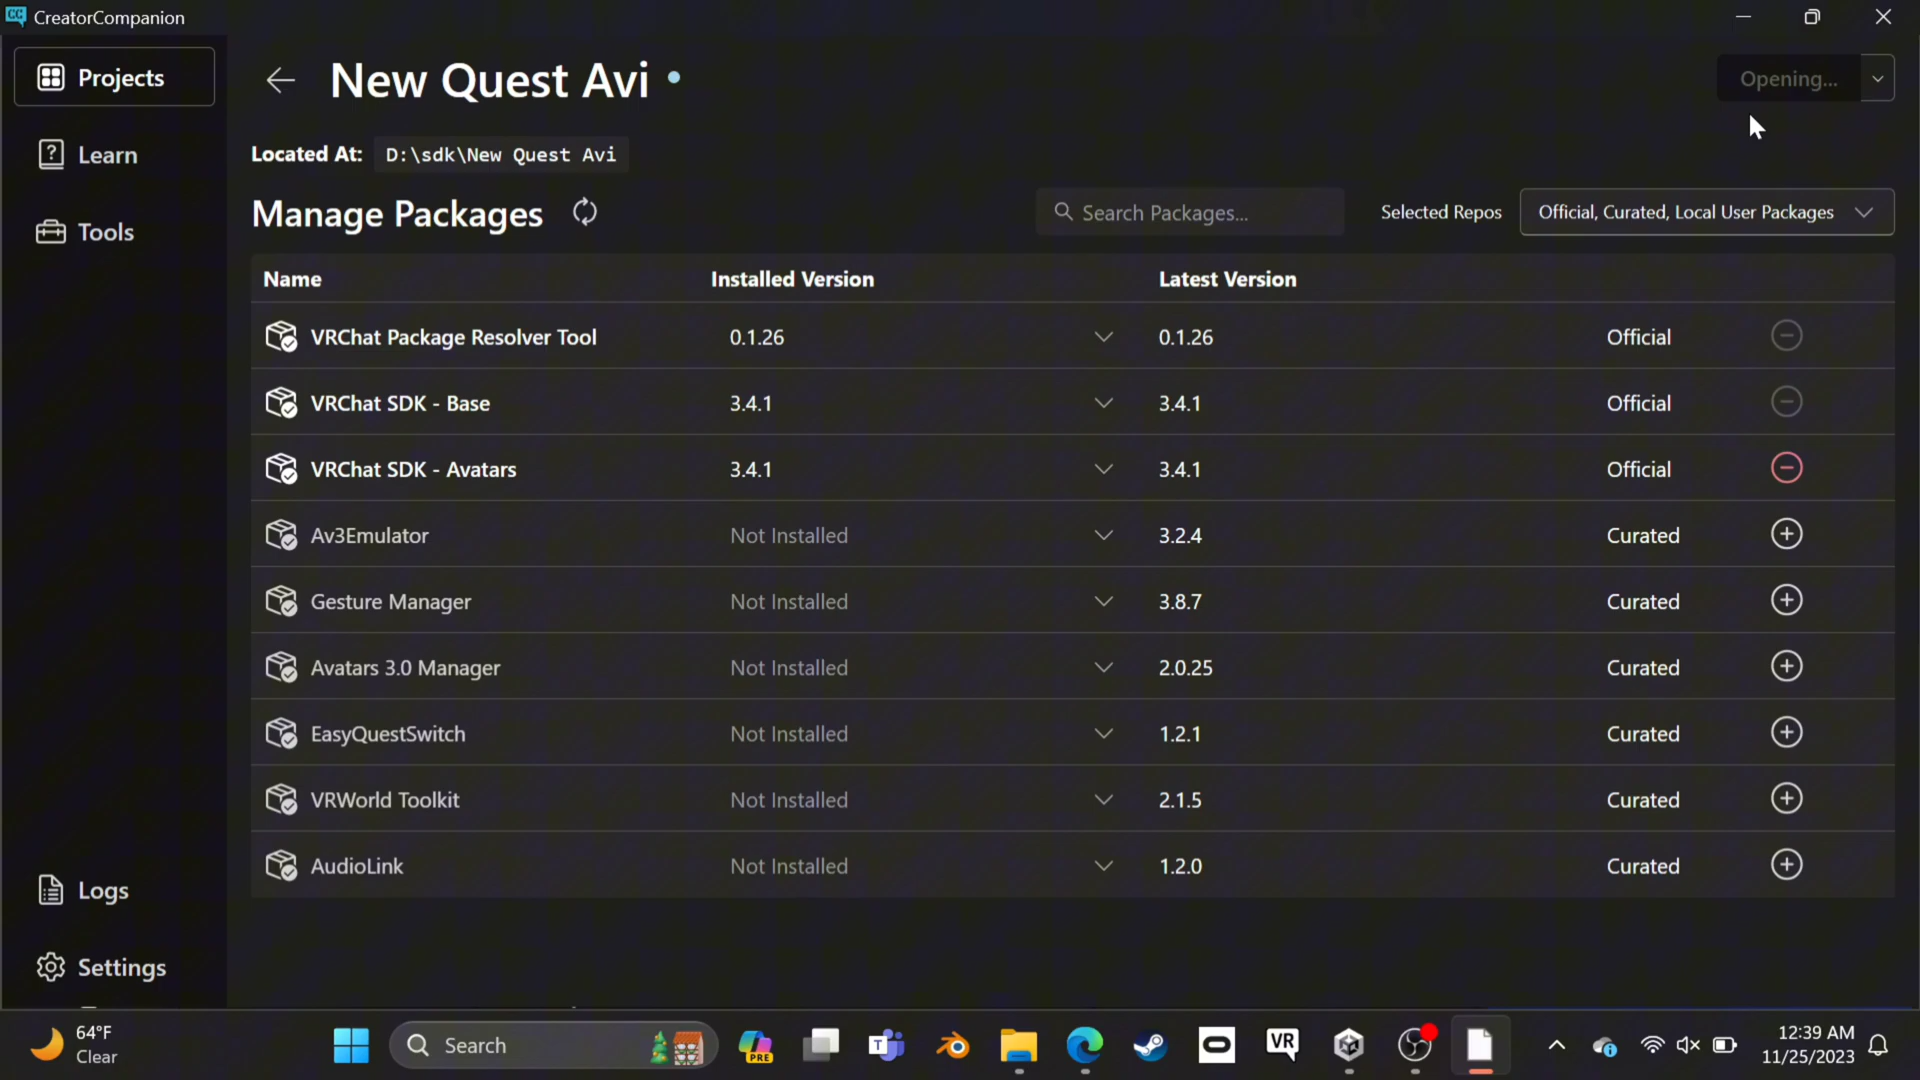 CreatorCompanion
Projects
Learn
Tools
Logs
Settings
New Quest Avi
Opening...
Located At: D:\sdk\New Quest Avi
Manage Packages
Search Packages...
Selected Repos
Official, Curated, Local User Packages
Name Installed Version Latest Version
VRChat Package Resolver Tool 0.1.26 0.1.26 Official
VRChat SDK - Base 3.4.1 3.4.1 Official
VRChat SDK - Avatars 3.4.1 3.4.1 Official
Av3Emulator Not Installed 3.2.4 Curated
Gesture Manager Not Installed 3.8.7 Curated
Avatars 3.0 Manager Not Installed 2.0.25 Curated
EasyQuestSwitch Not Installed 1.2.1 Curated
VRWorld Toolkit Not Installed 2.1.5 Curated
AudioLink Not Installed 1.2.0 Curated
64°F
Clear
Search
PRE
T
VR
12:39 AM
11/25/2023